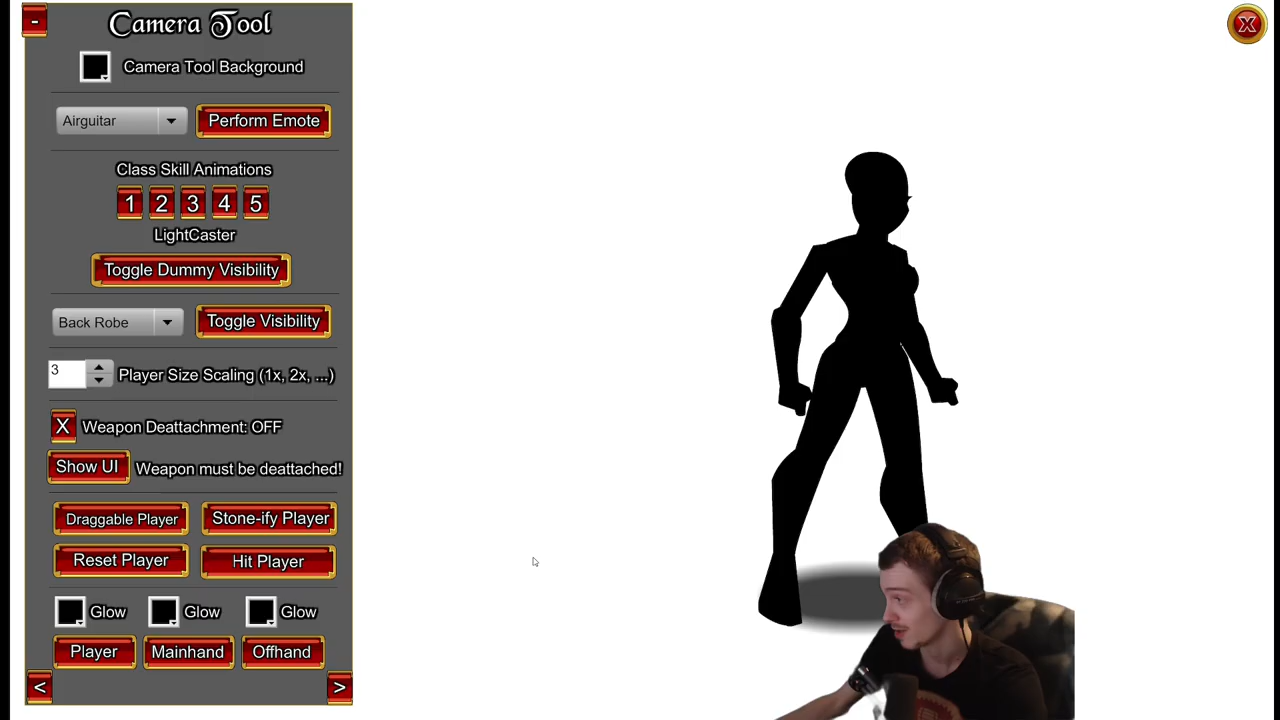 -
Camera Tool
X
Camera Tool Background
Airguitar
Perform Emote
Class Skill Animations
1 2 3 4 5
LightCaster
Toggle Dummy Visibility
Back Robe
Toggle Visibility
3
Player Size Scaling (1x, 2x, ...)
X Weapon Deattachment: OFF
Show UI
Weapon must be deattached!
Draggable Player
Stone-ify Player
Reset Player
Hit Player
Glow Glow Glow
Player
Mainhand
Offhand
< >